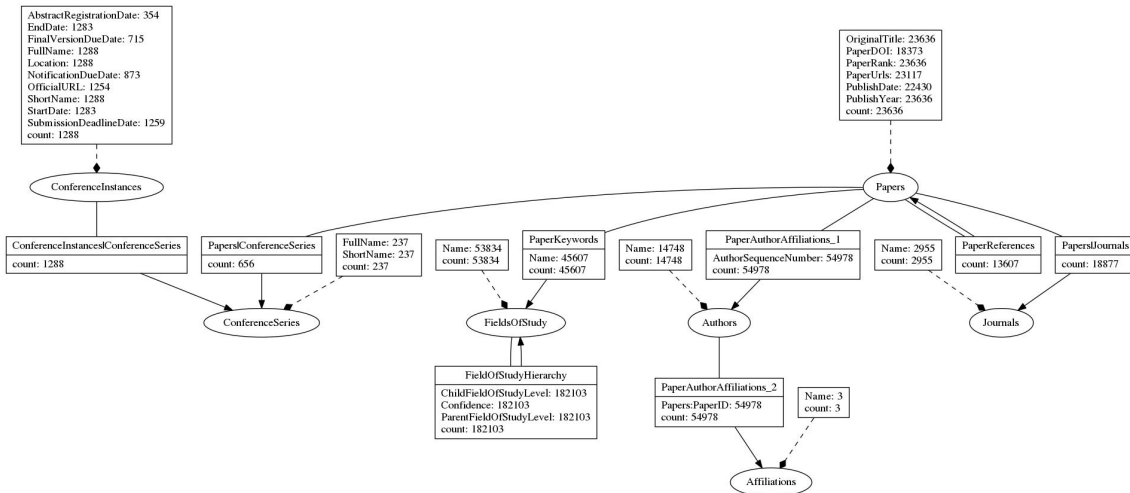 AbstractRegistrationDate: 354
EndDate: 1283
FinalVersionDueDate: 715
FullName: 1288
Location: 1288
NotificationDueDate: 873
OfficialURL: 1254
ShortName: 1288
StartDate: 1283
SubmissionDeadlineDate: 1259
count: 1288
OriginalTitle: 23636
PaperDOI: 18373
PaperRank: 23636
PaperUrls: 23117
PublishDate: 22430
PublishYear: 23636
count: 23636
ConferenceInstances
Papers
ConferenceInstances|ConferenceSeries
count: 1288
Papers|ConferenceSeries
count: 656
FullName: 237
ShortName: 237
count: 237
Name: 53834
count: 53834
PaperKeywords
Name: 45607
count: 45607
Name: 14748
count: 14748
PaperAuthorAffiliations_1
AuthorSequenceNumber: 54978
count: 54978
Name: 2955
count: 2955
PaperReferences
count: 13607
Papers|Journals
count: 18877
ConferenceSeries
FieldsOfStudy
Authors
Journals
FieldOfStudyHierarchy
ChildFieldOfStudyLevel: 182103
Confidence: 182103
ParentFieldOfStudyLevel: 182103
count: 182103
PaperAuthorAffiliations_2
Papers:PaperID: 54978
count: 54978
Name: 3
count: 3
Affiliations